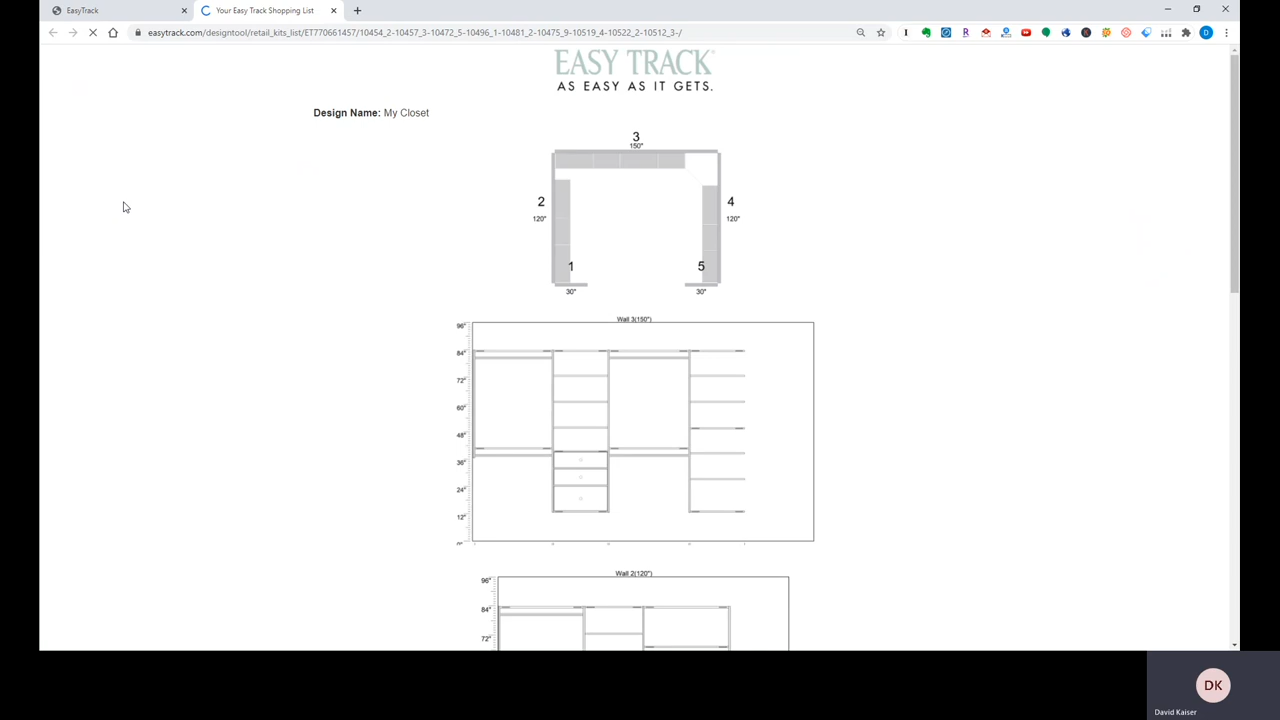 EasyTrack
Your Easy Track Shopping List
easytrack.com/designtool/retail_kits_list/ET770661457/10454_2-10457_3-10472_5-10496_1-10481_2-10475_9-10519_4-10522_2-10512_3-/
EASY TRACK®
AS EASY AS IT GETS.
Design Name: My Closet
3
150"
2
120"
4
120"
1
5
30"
30"
Wall 3(150")
96"
84"
72"
60"
48"
36"
24"
12"
0"
Wall 2(120")
96"
84"
72"
DK
David Kaiser